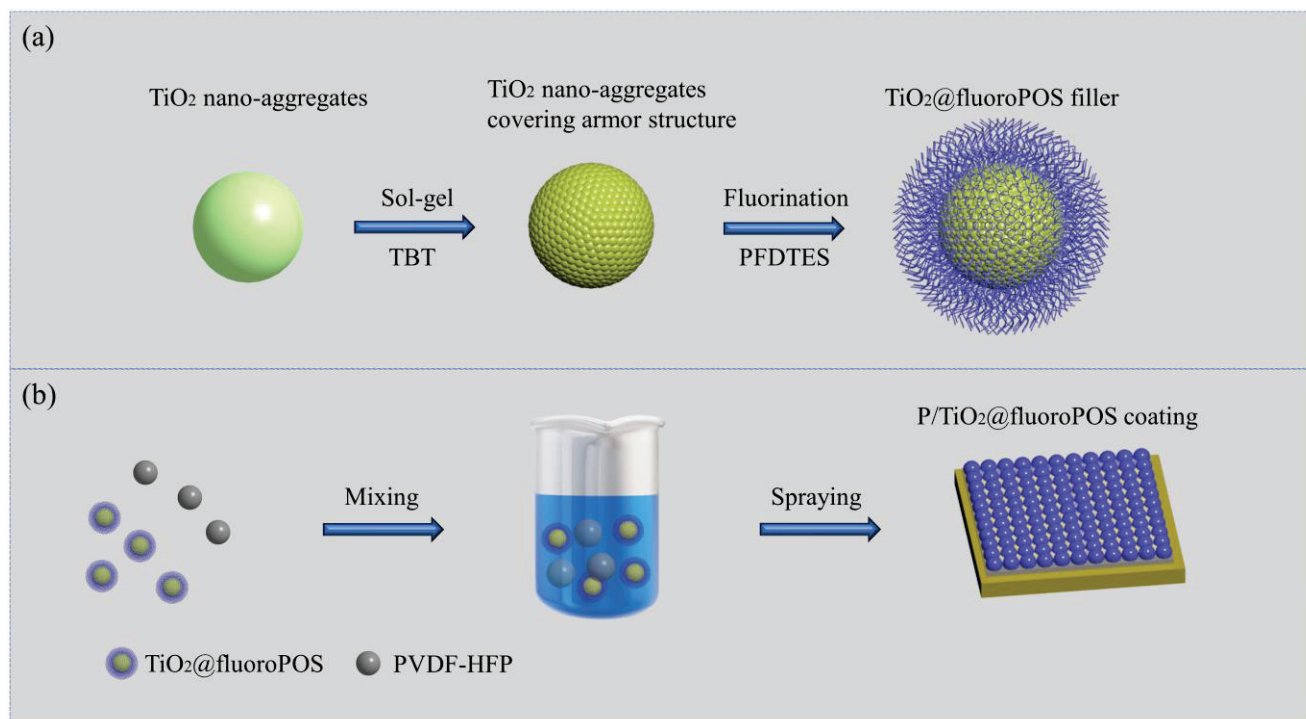 (a)
TiO2 nano-aggregates
TiO2 nano-aggregates
covering armor structure
TiO2@fluoroPOS filler
Sol-gel
TBT
Fluorination
PFDTES
(b)
P/TiO2@fluoroPOS coating
Mixing
Spraying
TiO2@fluoroPOS
PVDF-HFP